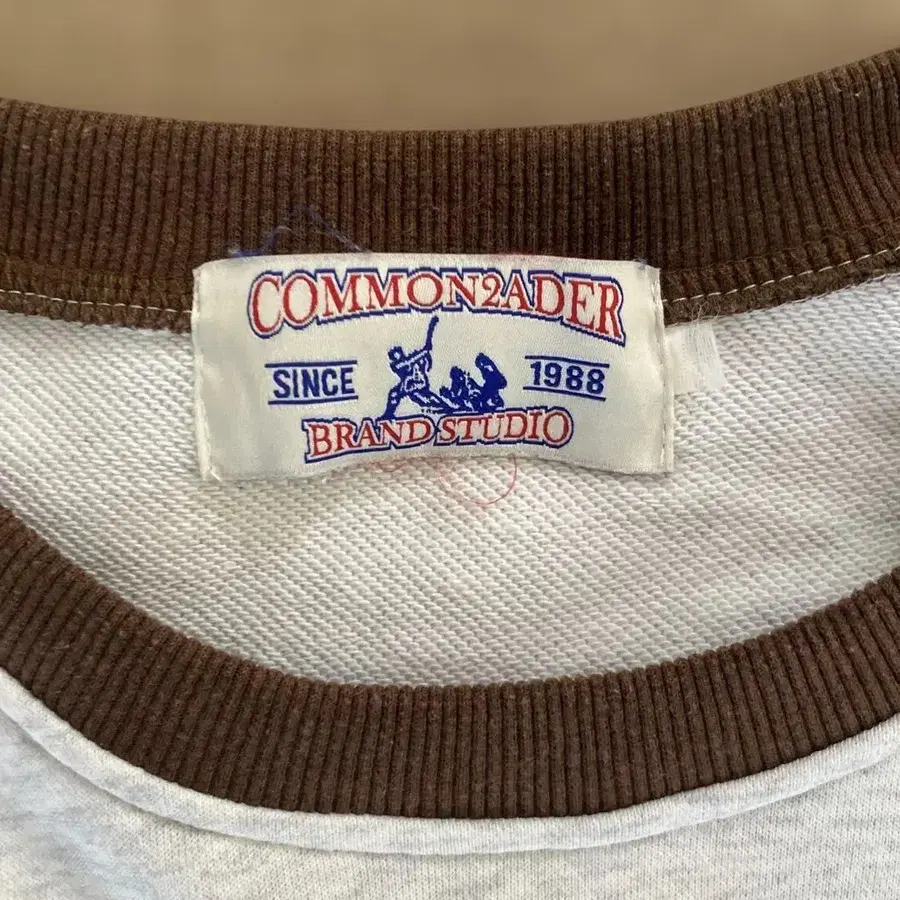 COMMON2ADER
SINCE 1988
BRAND STUDIO